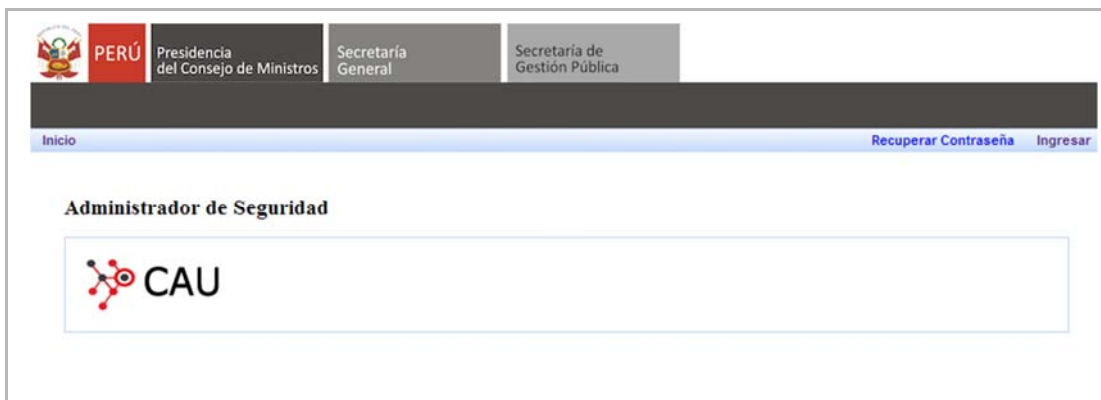 PERÚ
Presidencia
del Consejo de Ministros
Secretaría
General
Secretaría de
Gestión Pública
Inicio
Recuperar Contraseña
Ingresar
Administrador de Seguridad
CAU